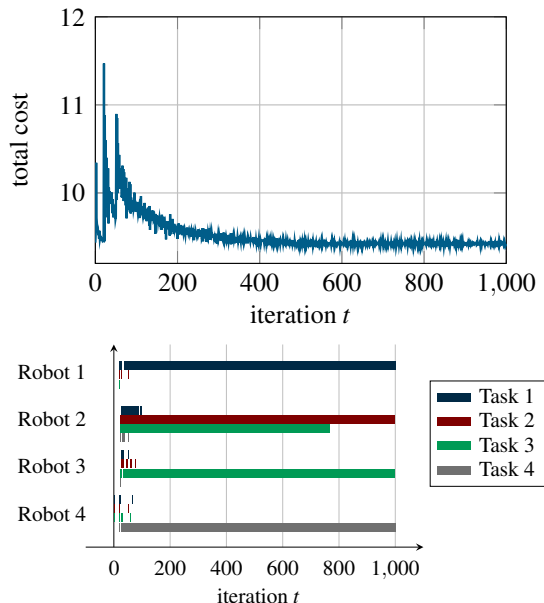 12
11
10
total cost
0 200 400 600 800 1,000
iteration t
Robot 1
Robot 2
Robot 3
Robot 4
Task 1
Task 2
Task 3
Task 4
0 200 400 600 800 1,000
iteration t